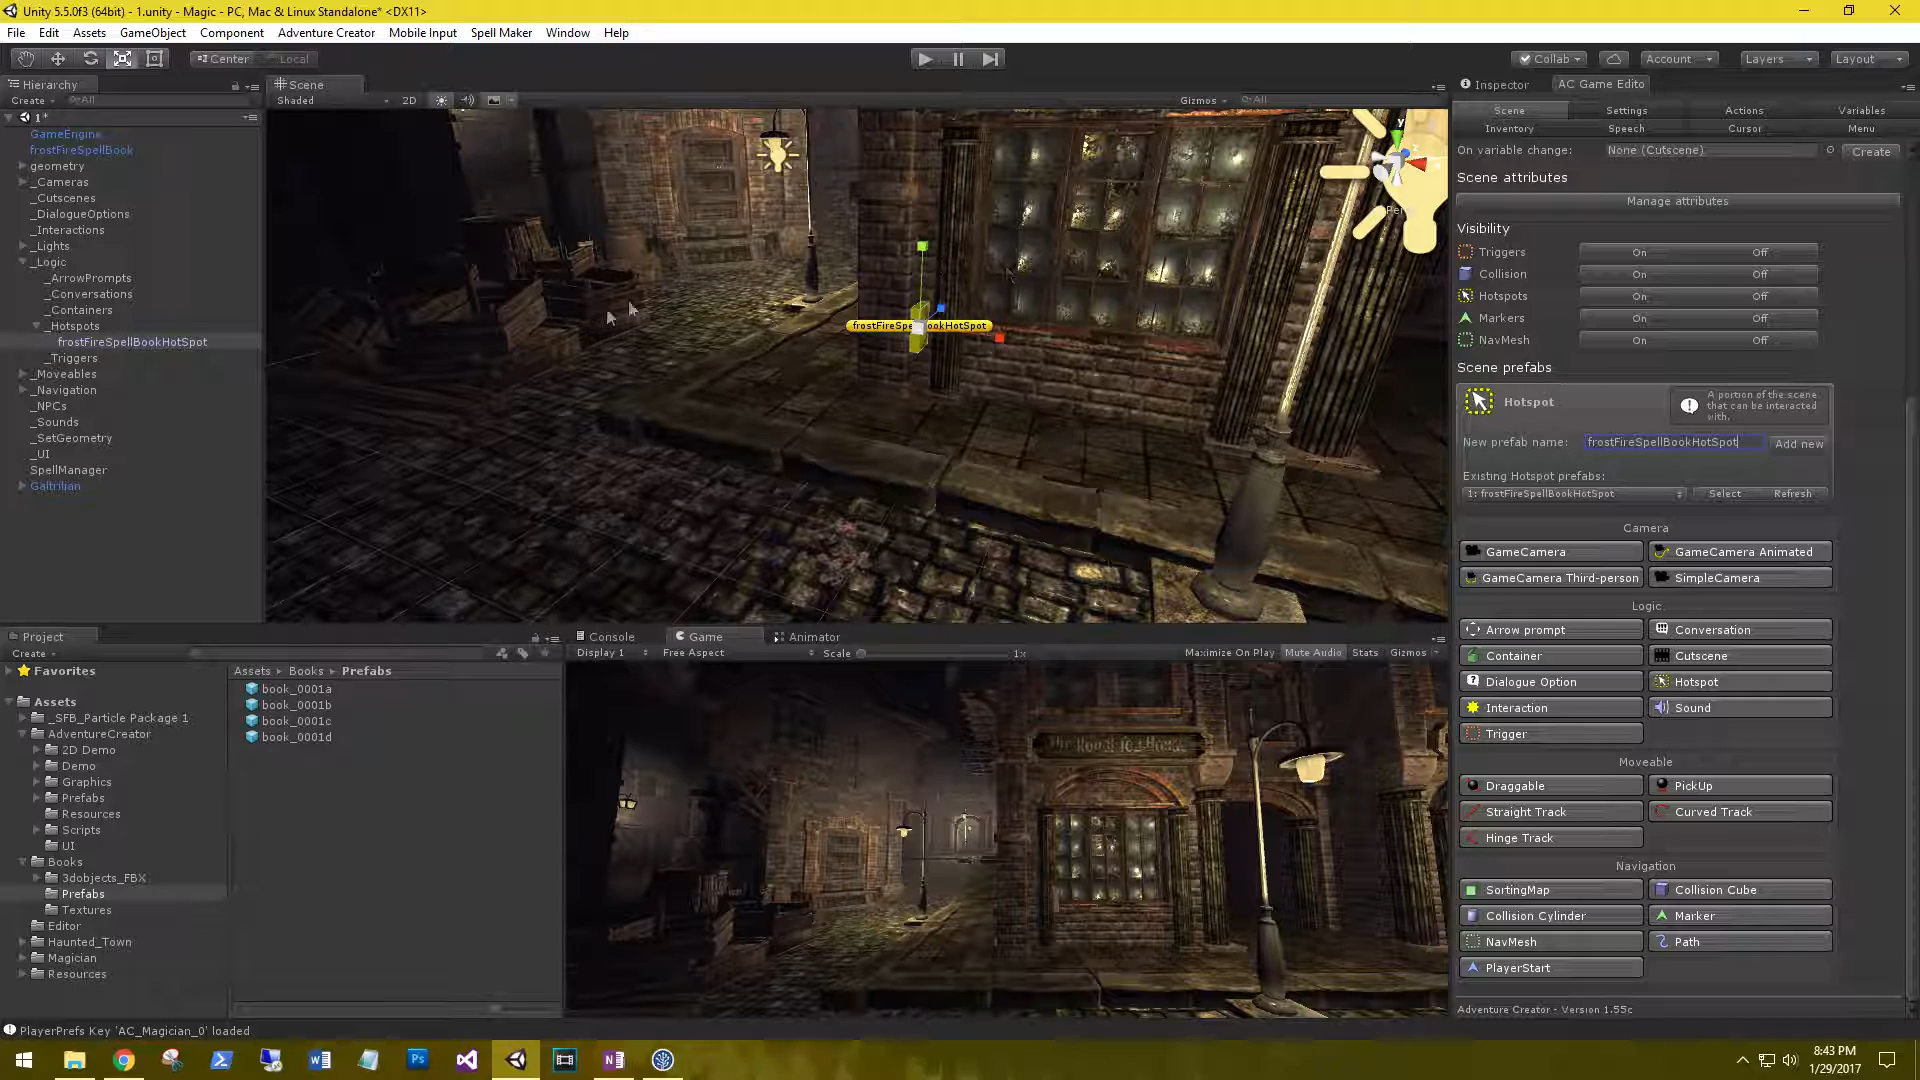 Unity 5.5.0f3 (64bit) - 1.unity - Magic - PC, Mac & Linux Standalone* <DX11>
File Edit Assets GameObject Component Adventure Creator Mobile Input Spell Maker Window Help
Center Local Collab Account Layers Layout
Hierarchy
Create All
1*
GameEngine
frostFireSpellBook
geometry
_Cameras
_Cutscenes
_DialogueOptions
_Interactions
_Lights
_Logic
_ArrowPrompts
_Conversations
_Containers
_Hotspots
frostFireSpellBookHotSpot
_Triggers
_Moveables
_Navigation
_NPCs
_Sounds
_SetGeometry
_UI
SpellManager
Galtrilian
Scene
Shaded 2D Gizmos All
y
z
frostFireSpellBookHotSpot
Inspector AC Game Edito
Scene Settings Actions Variables
Inventory Speech Cursor Menu
On variable change: None (Cutscene) Create
Scene attributes
Manage attributes
Visibility
Triggers On Off
Collision On Off
Hotspots On Off
Markers On Off
NavMesh On Off
Scene prefabs
Hotspot
A portion of the scene
that can be interacted
with.
New prefab name: frostFireSpellBookHotSpot Add new
Existing Hotspot prefabs:
1: frostFireSpellBookHotSpot Select Refresh
Camera
GameCamera GameCamera Animated
GameCamera Third-person SimpleCamera
Logic
Arrow prompt Conversation
Container Cutscene
Dialogue Option Hotspot
Interaction Sound
Trigger
Moveable
Draggable PickUp
Straight Track Curved Track
Hinge Track
Navigation
SortingMap Collision Cube
Collision Cylinder Marker
NavMesh Path
PlayerStart
Adventure Creator - Version 1.55c
Project
Create
Favorites
Assets
_SFB_Particle Package 1
AdventureCreator
2D Demo
Demo
Graphics
Prefabs
Resources
Scripts
UI
Books
3dobjects_FBX
Prefabs
Textures
Editor
Haunted_Town
Magician
Resources
Assets Books Prefabs
book_0001a
book_0001b
book_0001c
book_0001d
Console Game Animator
Display 1 Free Aspect Scale 1x Maximize On Play Mute Audio Stats Gizmos
PlayerPrefs Key 'AC_Magician_0' loaded
8:43 PM
1/29/2017